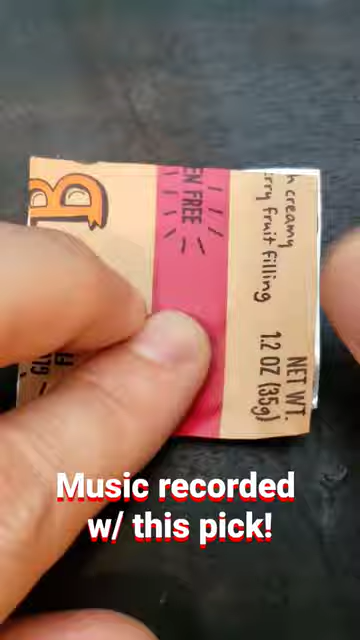 B
EN FREE
h creamy
rry fruit filling
NET WT.
1.2 OZ (35g)
Music recorded
w/ this pick!